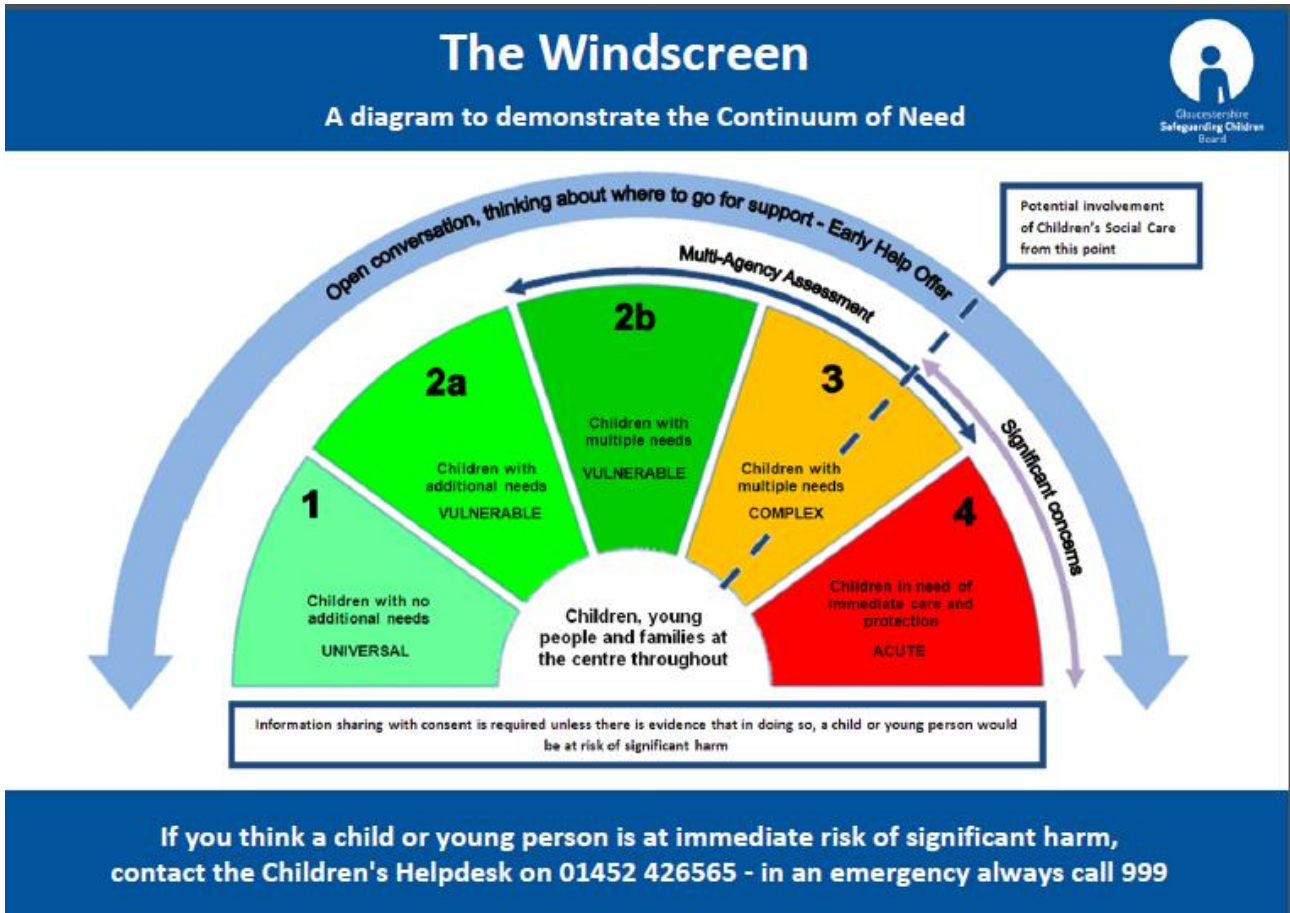 The Windscreen
A diagram to demonstrate the Continuum of Need
Gloucestershire
Safeguarding Children
Board
Open conversation, thinking about where to go for support - Early Help Offer
Potential involvement
of Children's Social Care
from this point
Multi-Agency Assessment
Significant concerns
1
Children with no
additional needs
UNIVERSAL
2a
Children with
additional needs
VULNERABLE
2b
Children with
multiple needs
VULNERABLE
3
Children with
multiple needs
COMPLEX
4
Children in need of
immediate care and
protection
ACUTE
Children, young
people and families at
the centre throughout
Information sharing with consent is required unless there is evidence that in doing so, a child or young person would
be at risk of significant harm
If you think a child or young person is at immediate risk of significant harm,
contact the Children's Helpdesk on 01452 426565 - in an emergency always call 999